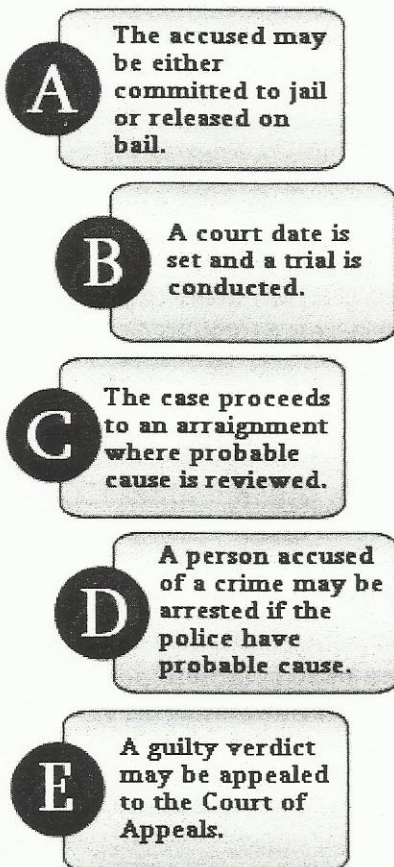 A
The accused may
be either
committed to jail
or released on
bail.
B
A court date is
set and a trial is
conducted.
C
The case proceeds
to an arraignment
where probable
cause is reviewed.
D
A person accused
of a crime may be
arrested if the
police have
probable cause.
E
A guilty verdict
may be appealed
to the Court of
Appeals.